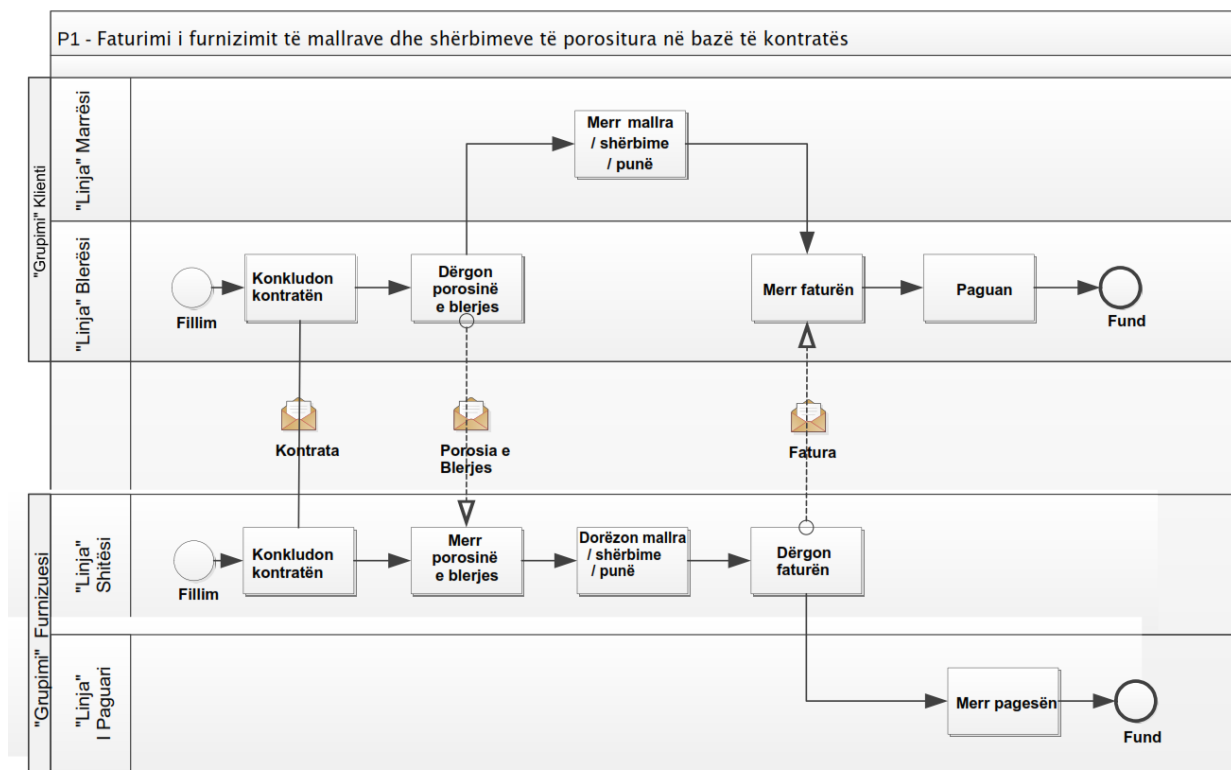 P1 - Faturimi i furnizimit të mallrave dhe shërbimeve të porositura në bazë të kontratës
"Grupimi" Klienti
"Linja" Marrësi
Merr mallra
/ shërbime
/ punë
"Linja" Blerësi
Fillim
Konkludon
kontratën
Dërgon
porosinë
e blerjes
Merr faturën
Paguan
Fund
Kontrata
Porosia e
Blerjes
Fatura
"Grupimi" Furnizuesi
"Linja"
Shitësi
Fillim
Konkludon
kontratën
Merr
porosinë
e blerjes
Dorëzon mallra
/ shërbime
/ punë
Dërgon
faturën
"Linja"
I Paguari
Merr pagesën
Fund